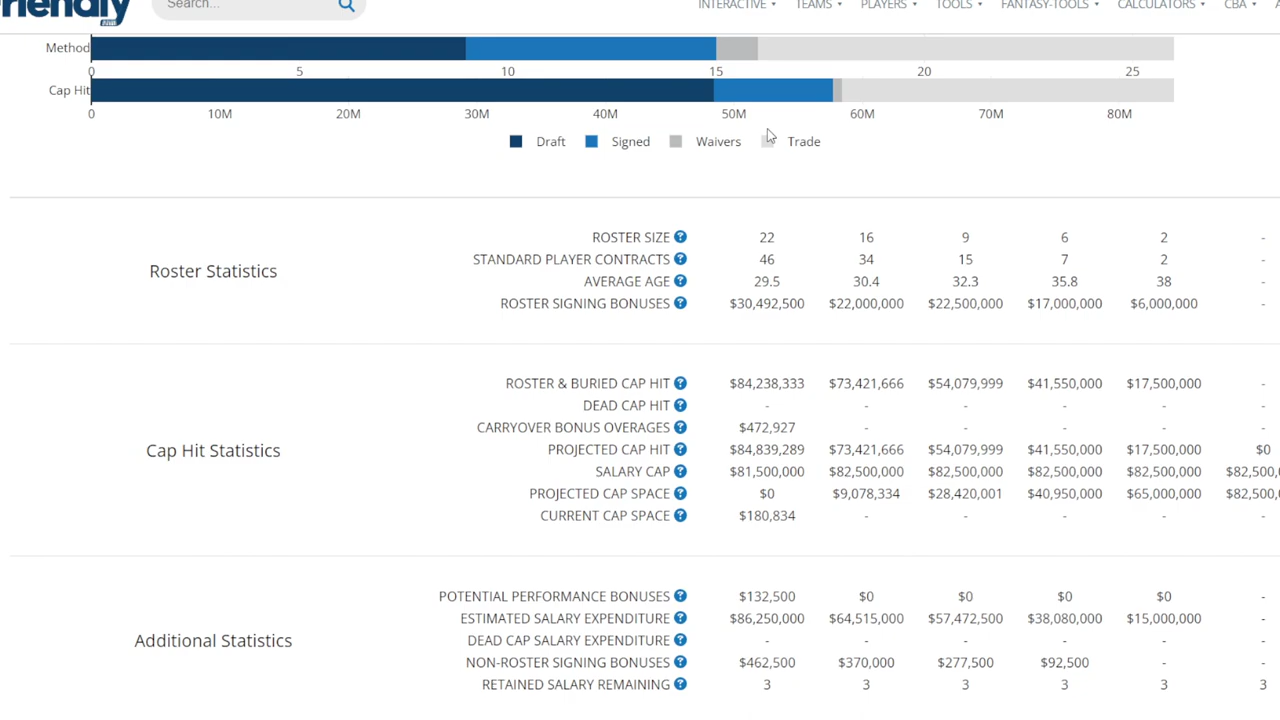 riendly
Search...
INTERACTIVE TEAMS PLAYERS TOOLS FANTASY-TOOLS CALCULATORS CBA
Method
0 5 10 15 20 25
Cap Hit
0 10M 20M 30M 40M 50M 60M 70M 80M
Draft Signed Waivers Trade
Roster Statistics
ROSTER SIZE ? 22 16 9 6 2 -
STANDARD PLAYER CONTRACTS ? 46 34 15 7 2 -
AVERAGE AGE ? 29.5 30.4 32.3 35.8 38 -
ROSTER SIGNING BONUSES ? $30,492,500 $22,000,000 $22,500,000 $17,000,000 $6,000,000 -
Cap Hit Statistics
ROSTER & BURIED CAP HIT ? $84,238,333 $73,421,666 $54,079,999 $41,550,000 $17,500,000 -
DEAD CAP HIT ? - - - - - -
CARRYOVER BONUS OVERAGES ? $472,927 - - - - -
PROJECTED CAP HIT ? $84,839,289 $73,421,666 $54,079,999 $41,550,000 $17,500,000 $0
SALARY CAP ? $81,500,000 $82,500,000 $82,500,000 $82,500,000 $82,500,000 $82,500,
PROJECTED CAP SPACE ? $0 $9,078,334 $28,420,001 $40,950,000 $65,000,000 $82,500,
CURRENT CAP SPACE ? $180,834 - - - - -
Additional Statistics
POTENTIAL PERFORMANCE BONUSES ? $132,500 $0 $0 $0 $0 -
ESTIMATED SALARY EXPENDITURE ? $86,250,000 $64,515,000 $57,472,500 $38,080,000 $15,000,000 -
DEAD CAP SALARY EXPENDITURE ? - - - - - -
NON-ROSTER SIGNING BONUSES ? $462,500 $370,000 $277,500 $92,500 - -
RETAINED SALARY REMAINING ? 3 3 3 3 3 3